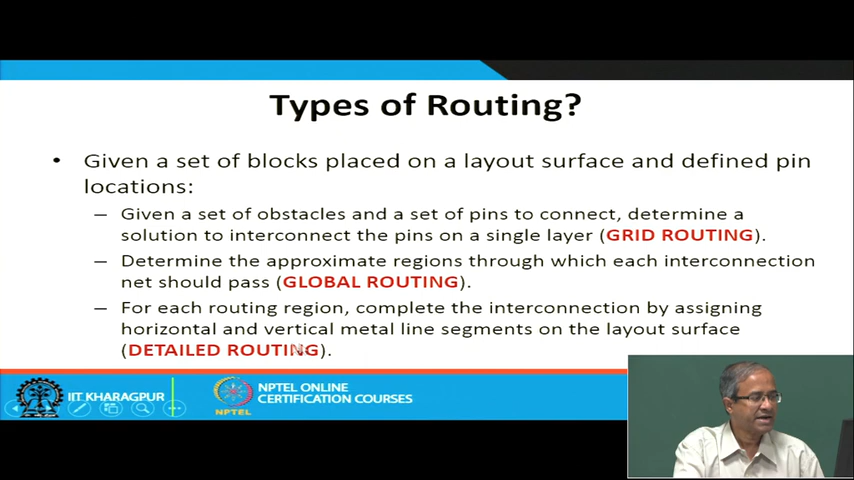 Types of Routing?
• Given a set of blocks placed on a layout surface and defined pin
locations:
– Given a set of obstacles and a set of pins to connect, determine a
solution to interconnect the pins on a single layer (GRID ROUTING).
– Determine the approximate regions through which each interconnection
net should pass (GLOBAL ROUTING).
– For each routing region, complete the interconnection by assigning
horizontal and vertical metal line segments on the layout surface
(DETAILED ROUTING).
IIT KHARAGPUR
NPTEL
NPTEL ONLINE
CERTIFICATION COURSES